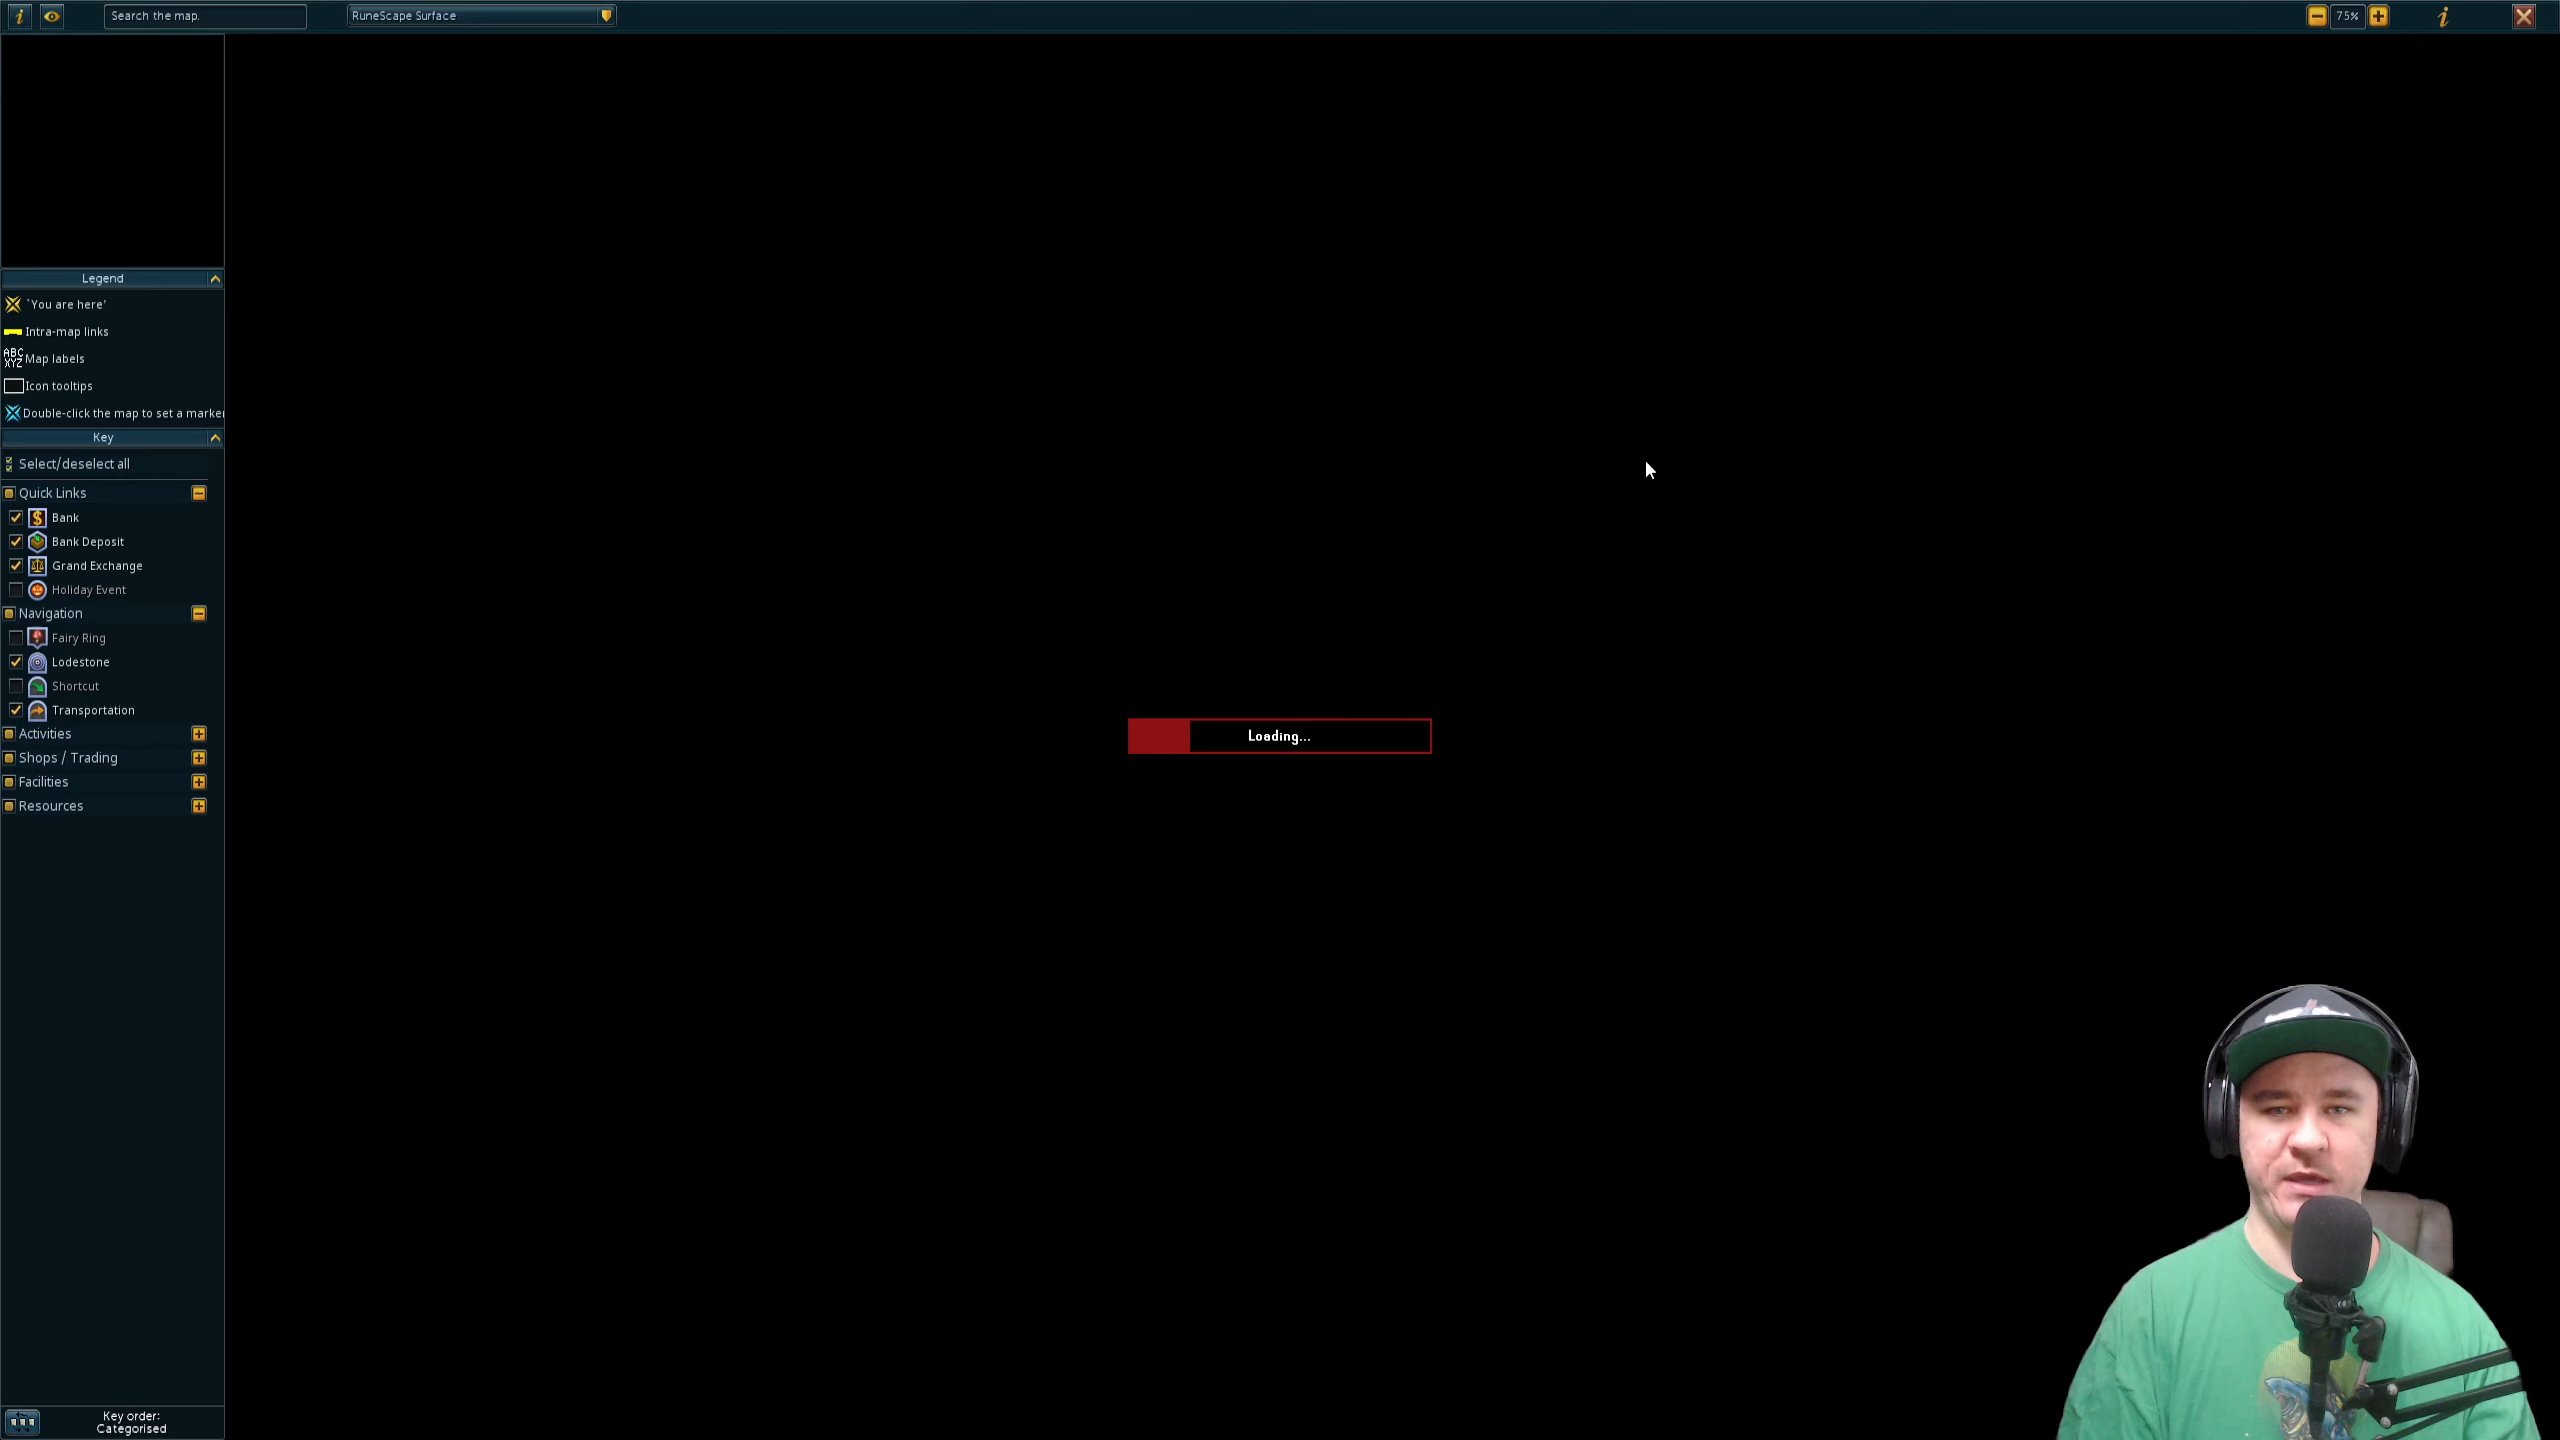 Search the map.
RuneScape Surface
75%
Legend
`You are here'
Intra-map links
ABC
XYZ
Map labels
Icon tooltips
Double-click the map to set a marker
Key
Select/deselect all
Quick Links
Bank
Bank Deposit
Grand Exchange
Holiday Event
Navigation
Fairy Ring
Lodestone
Shortcut
Transportation
Activities
Shops / Trading
Facilities
Resources
Loading...
Key order:
Categorised